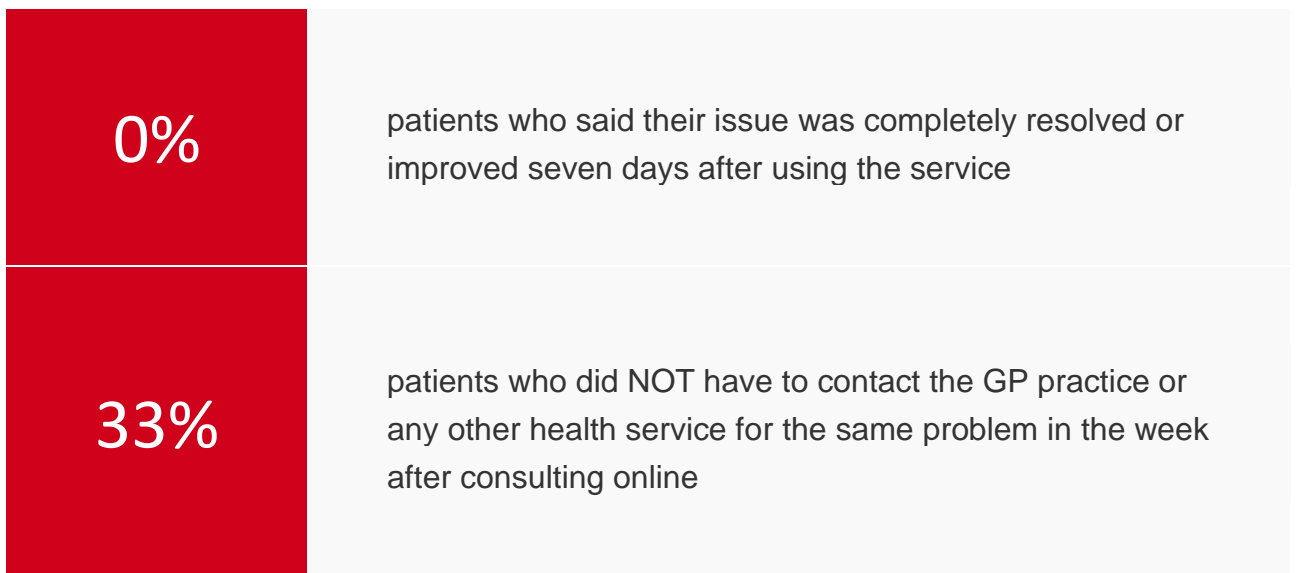 0%
patients who said their issue was completely resolved or
improved seven days after using the service
33%
patients who did NOT have to contact the GP practice or
any other health service for the same problem in the week
after consulting online